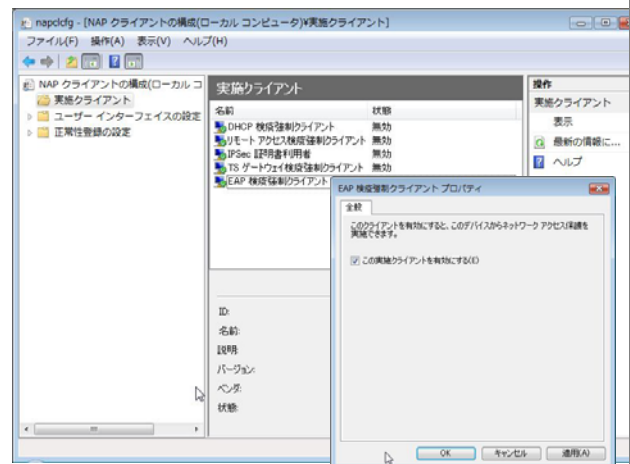 napclcfg - [NAP クライアントの構成(ローカル コンピュータ)¥実施クライアント]
ファイル(F) 操作(A) 表示(V) ヘルプ(H)
NAP クライアントの構成(ローカル コ
実施クライアント
ユーザー インターフェイスの設定
正常性登録の設定
実施クライアント
名前 状態
DHCP 検疫強制クライアント 無効
リモート アクセス検疫強制クライアント 無効
IPSec 証明書利用者 無効
TS ゲートウェイ検疫強制クライアント 無効
EAP 検疫強制クライアント
ID:
名前:
説明:
バージョン:
ベンダ:
状態:
操作
実施クライアント
表示
最新の情報に...
ヘルプ
EAP 検疫強制クライアント プロパティ
全般
このクライアントを有効にすると、このデバイスからネットワーク アクセス保護を
実施できます。
この実施クライアントを有効にする(E)
OK キャンセル 適用(A)